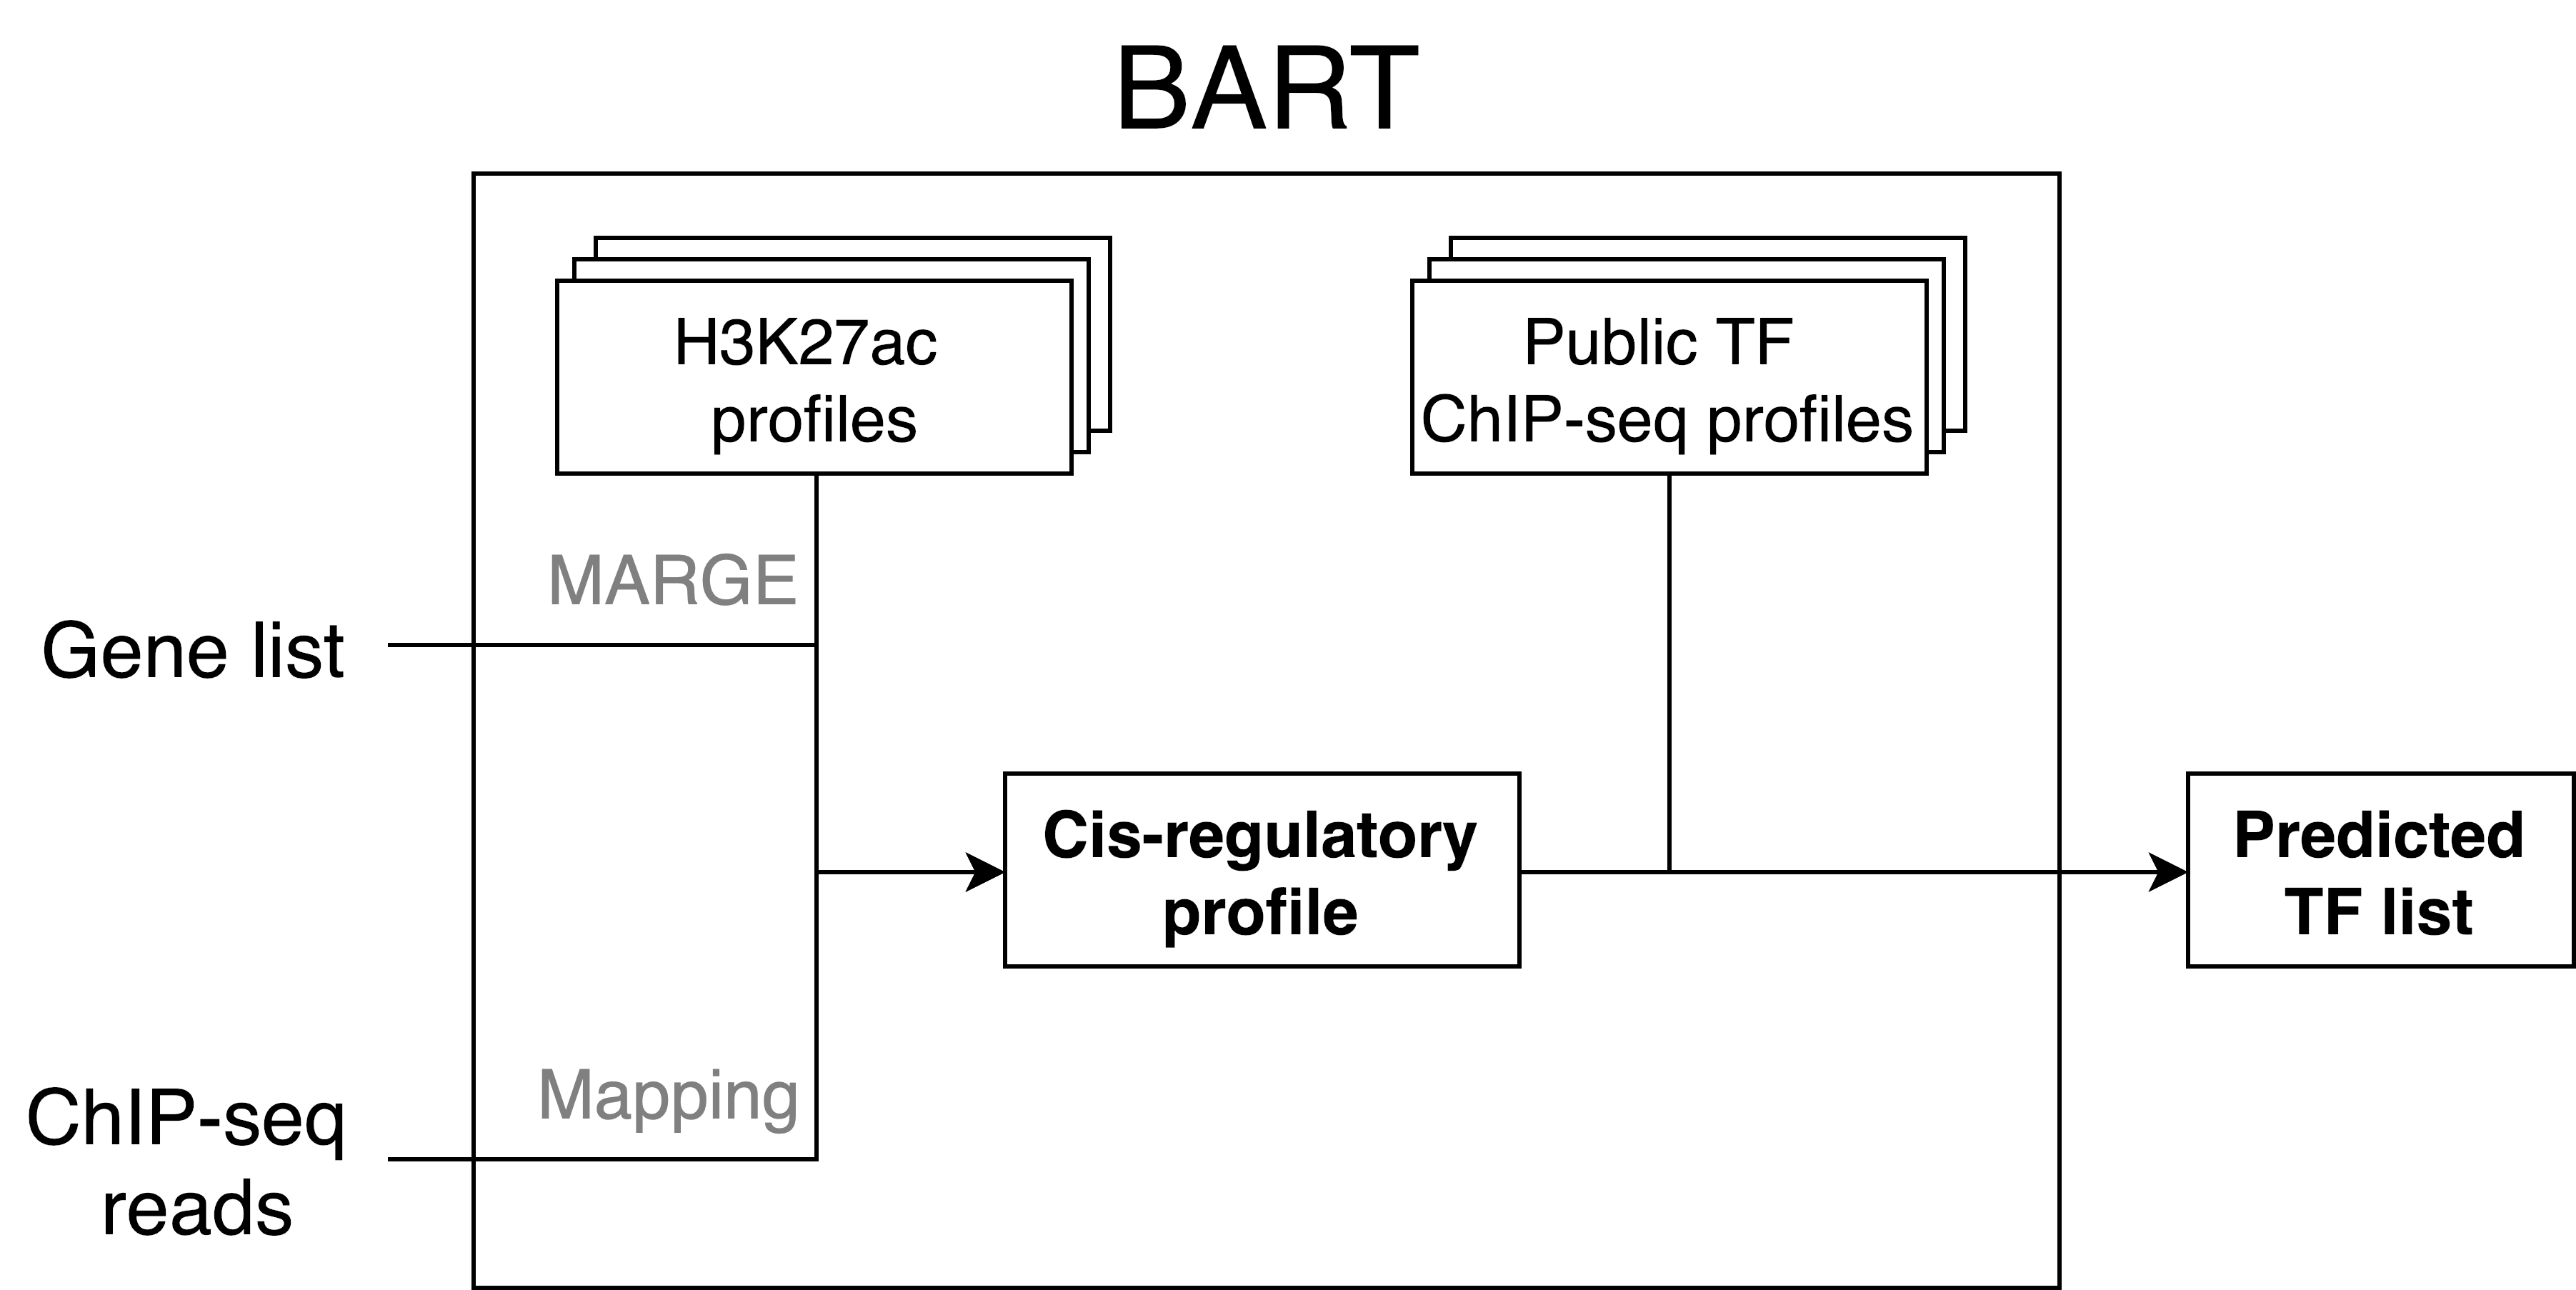 BART
H3K27ac
profiles
Public TF
ChIP-seq profiles
MARGE
Gene list
Cis-regulatory
profile
Predicted
TF list
Mapping
ChIP-seq
reads